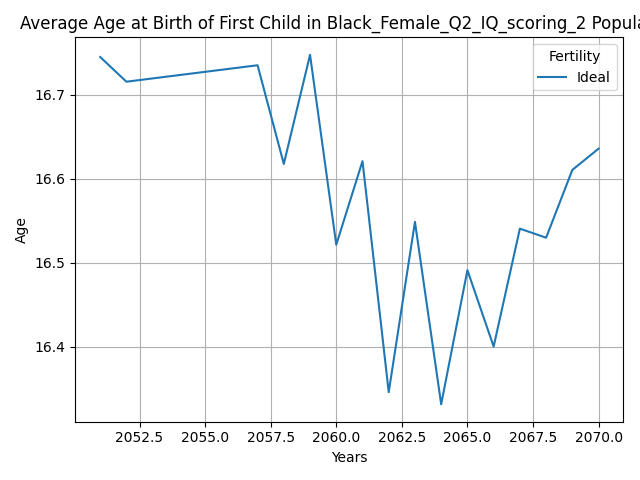 Average Age at Birth of First Child in Black_Female_Q2_IQ_scoring_2 Popula
Fertility
Ideal
16.7
16.6
16.5
16.4
Age
2052.5 2055.0 2057.5 2060.0 2062.5 2065.0 2067.5 2070.0
Years